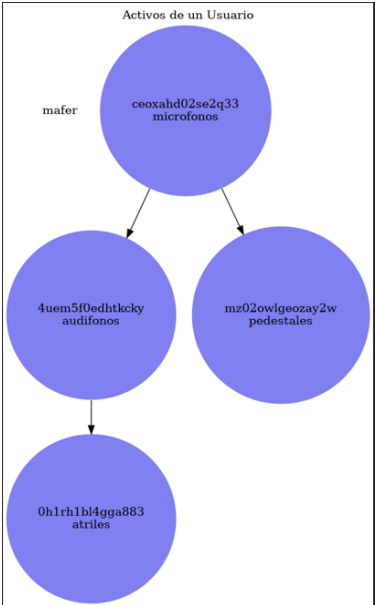 Activos de un Usuario
mafer
ceoxahd02se2q33
microfonos
4uem5f0edhtkcky
audifonos
mz02owlgeozay2w
pedestales
0h1rh1bl4gga883
atriles